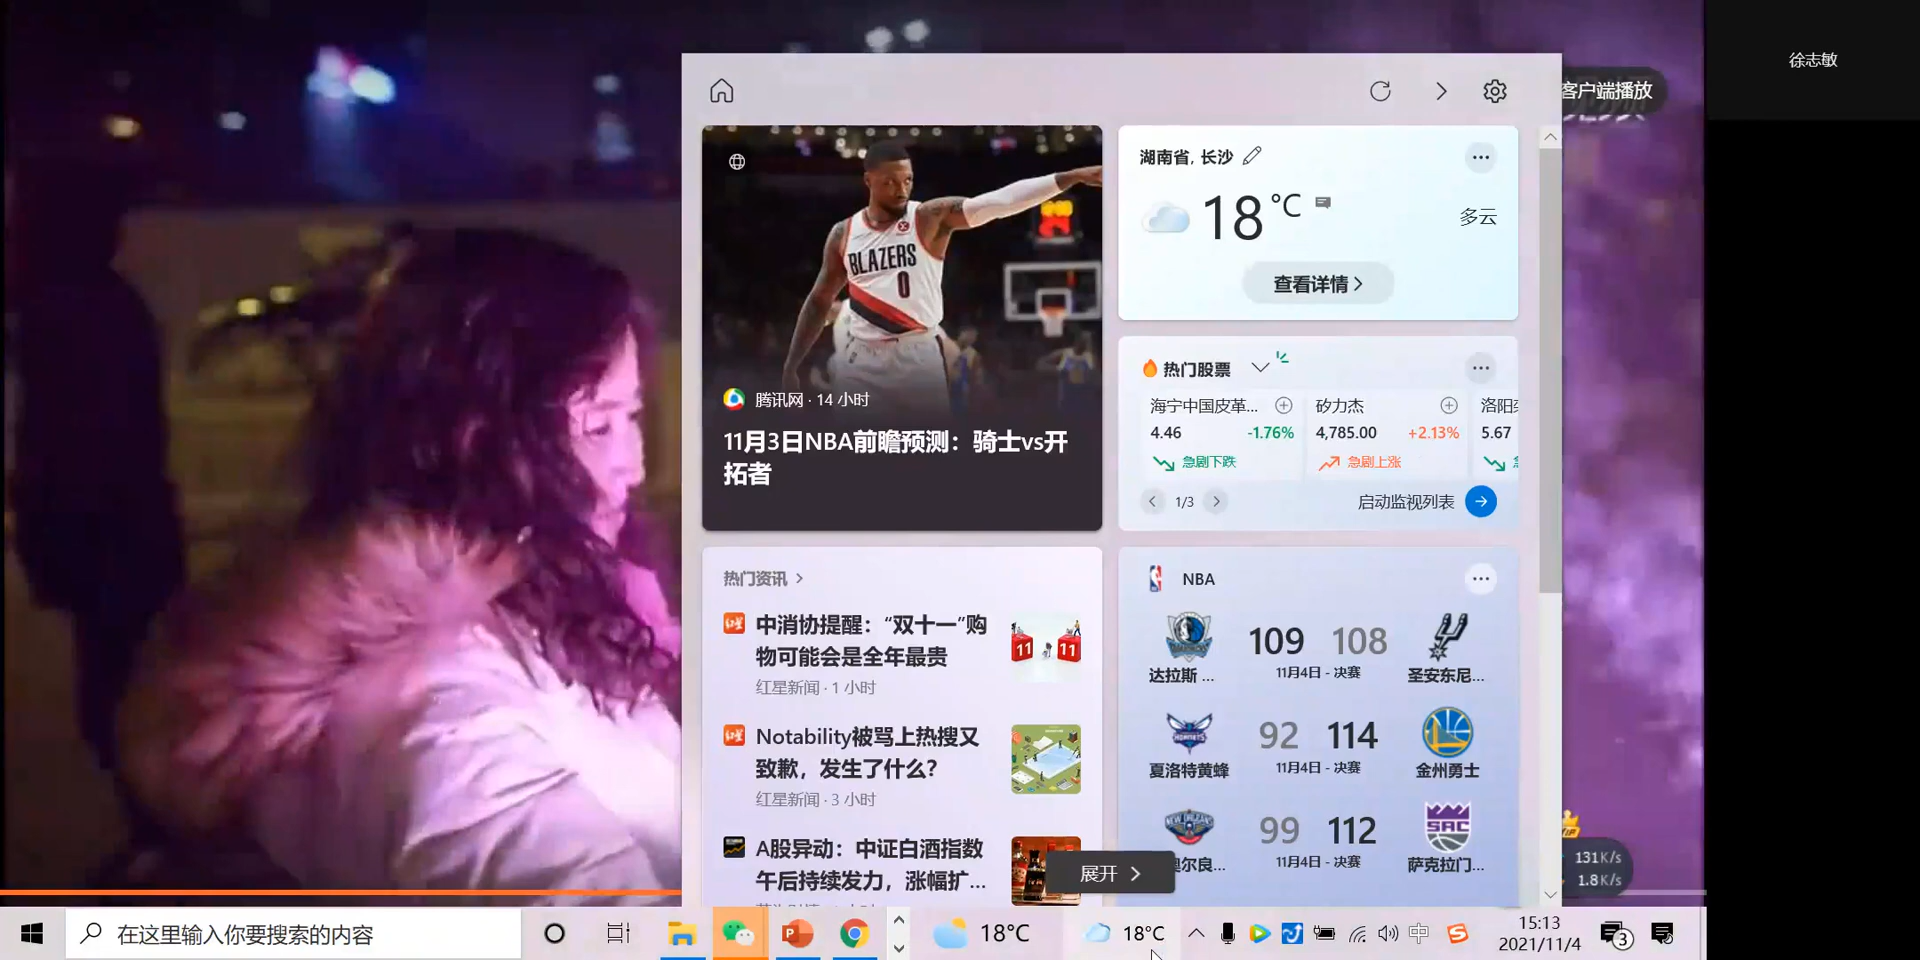 徐志敏
客户端播放
BLAZERS
0
腾讯网 · 14 小时
11月3日NBA前瞻预测：骑士vs开
拓者
湖南省, 长沙
18 °C
多云
查看详情
热门股票
海宁中国皮革...
4.46 -1.76%
急剧下跌
矽力杰
4,785.00 +2.13%
急剧上涨
5.67
1/3
启动监视列表
热门资讯
中消协提醒：“双十一”购
物可能会是全年最贵
红星新闻 · 1 小时
11 11
Notability被骂上热搜又
致歉，发生了什么？
红星新闻 · 3 小时
A股异动：中证白酒指数
午后持续发力，涨幅扩...
NBA
109 108
达拉斯 ... 11月4日 - 决赛 圣安东尼...
92 114
夏洛特黄蜂 11月4日 - 决赛 金州勇士
99 112
尔良... 11月4日 - 决赛 萨克拉门...
展开
131K/s
1.8K/s
在这里输入你要搜索的内容
18°C
18°C
中
15:13
2021/11/4
3